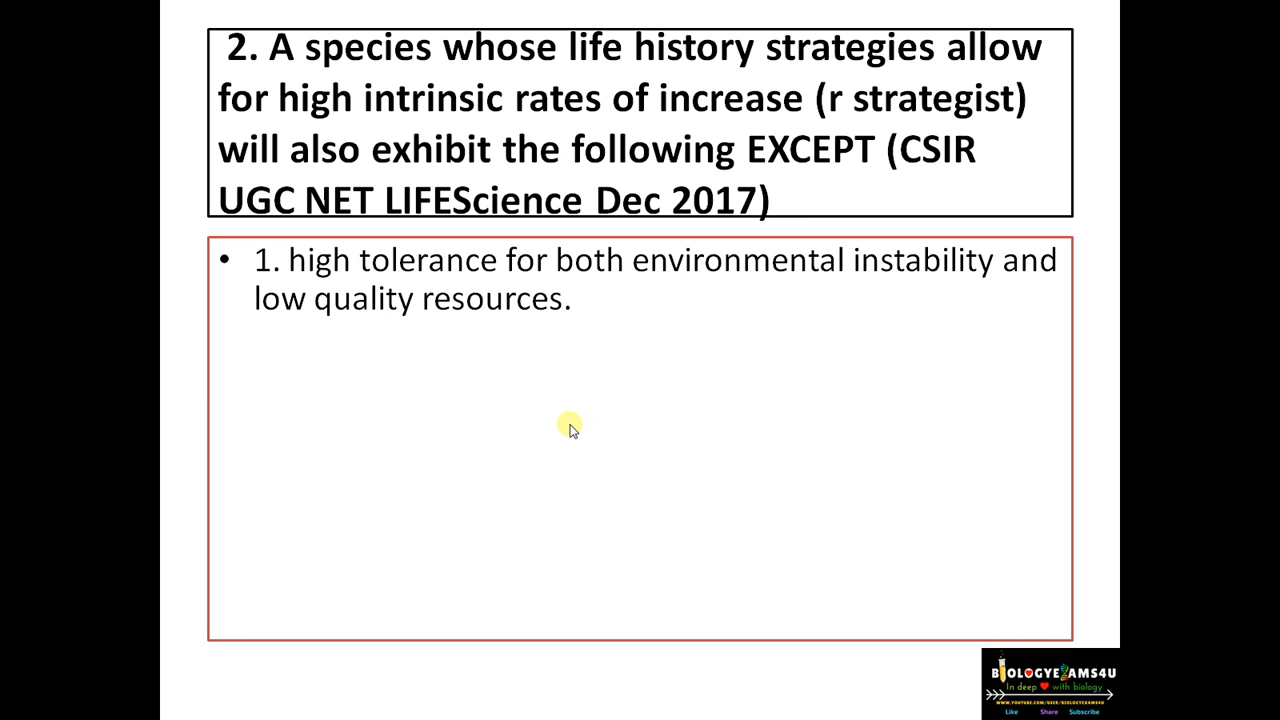 2. A species whose life history strategies allow
for high intrinsic rates of increase (r strategist)
will also exhibit the following EXCEPT (CSIR
UGC NET LIFEScience Dec 2017)
• 1. high tolerance for both environmental instability and
low quality resources.
BIOLOGYEXAMS4U
In deep ❤ with biology
WWW.YOUTUBE.COM/USER/BIOLOGYEXAMS4U
Like Share Subscribe